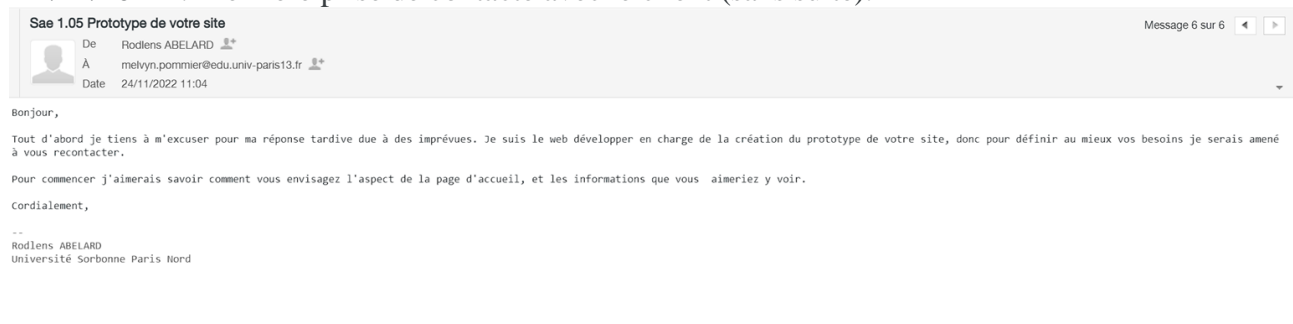 Sae 1.05 Prototype de votre site
Message 6 sur 6
De Rodlens ABELARD
À melvyn.pommier@edu.univ-paris13.fr
Date 24/11/2022 11:04
Bonjour,
Tout d'abord je tiens à m'excuser pour ma réponse tardive due à des imprévues. Je suis le web développer en charge de la création du prototype de votre site, donc pour définir au mieux vos besoins je serais amené
à vous recontacter.
Pour commencer j'aimerais savoir comment vous envisagez l'aspect de la page d'accueil, et les informations que vous aimeriez y voir.
Cordialement,
--
Rodlens ABELARD
Université Sorbonne Paris Nord